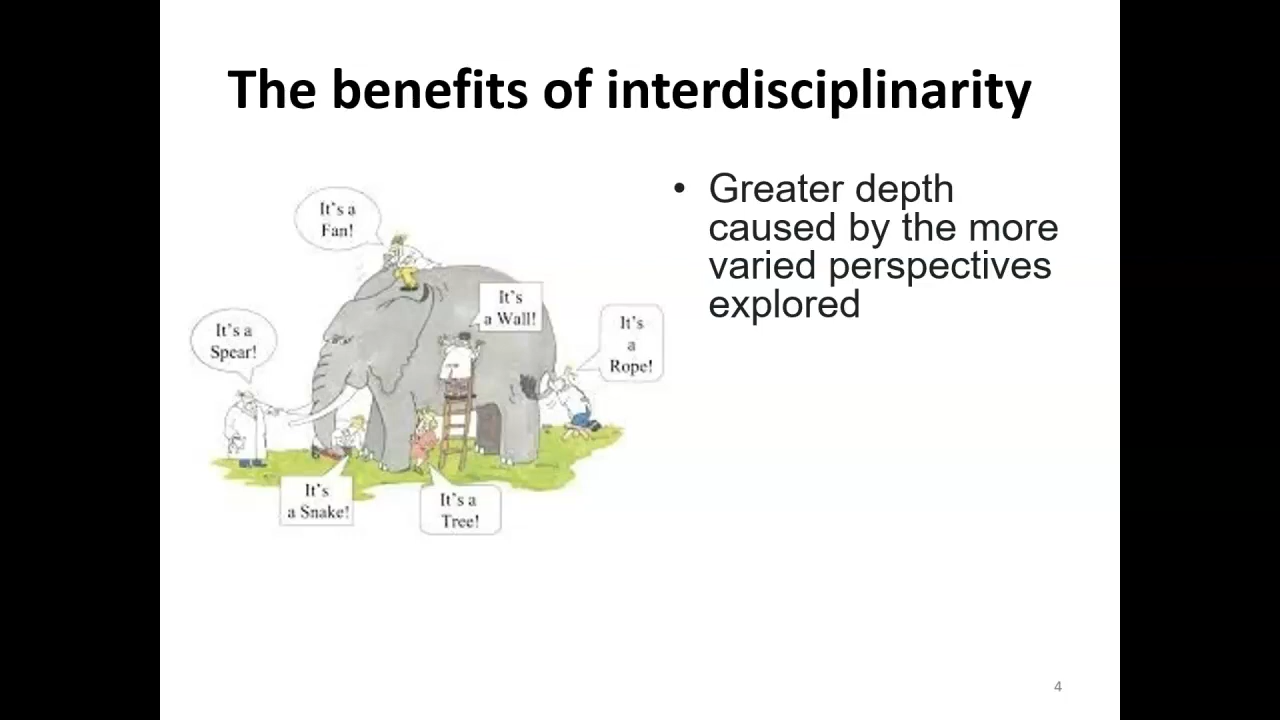 The benefits of interdisciplinarity
• Greater depth
caused by the more
varied perspectives
explored
It's a
Fan!
It's
a Wall!
It's a
Spear!
It's
a
Rope!
It's
a Snake!
It's a
Tree!
4